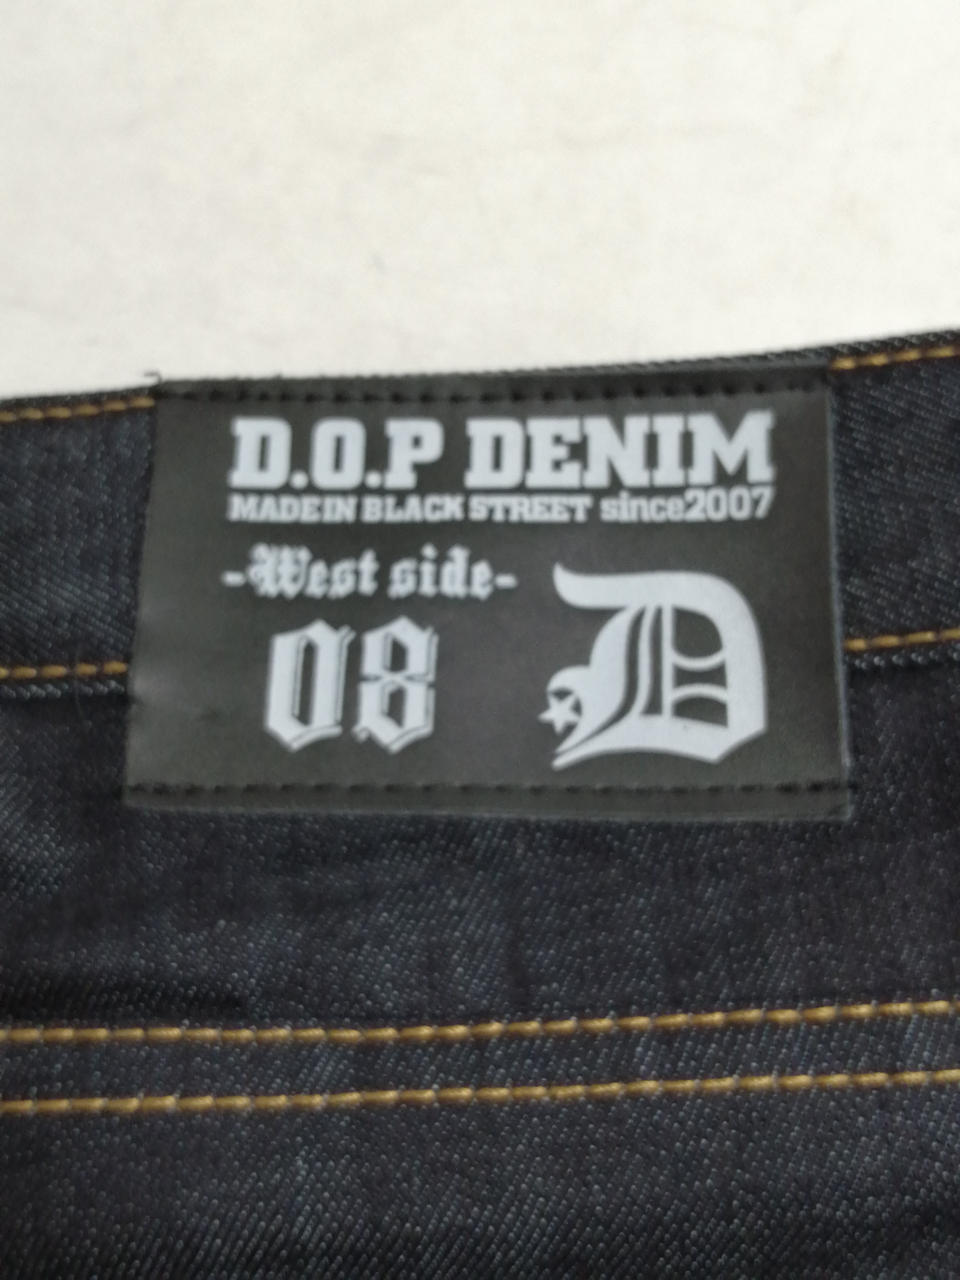 D.O.P DENIM
MADE IN BLACK STREET since2007
-West side-
08 D